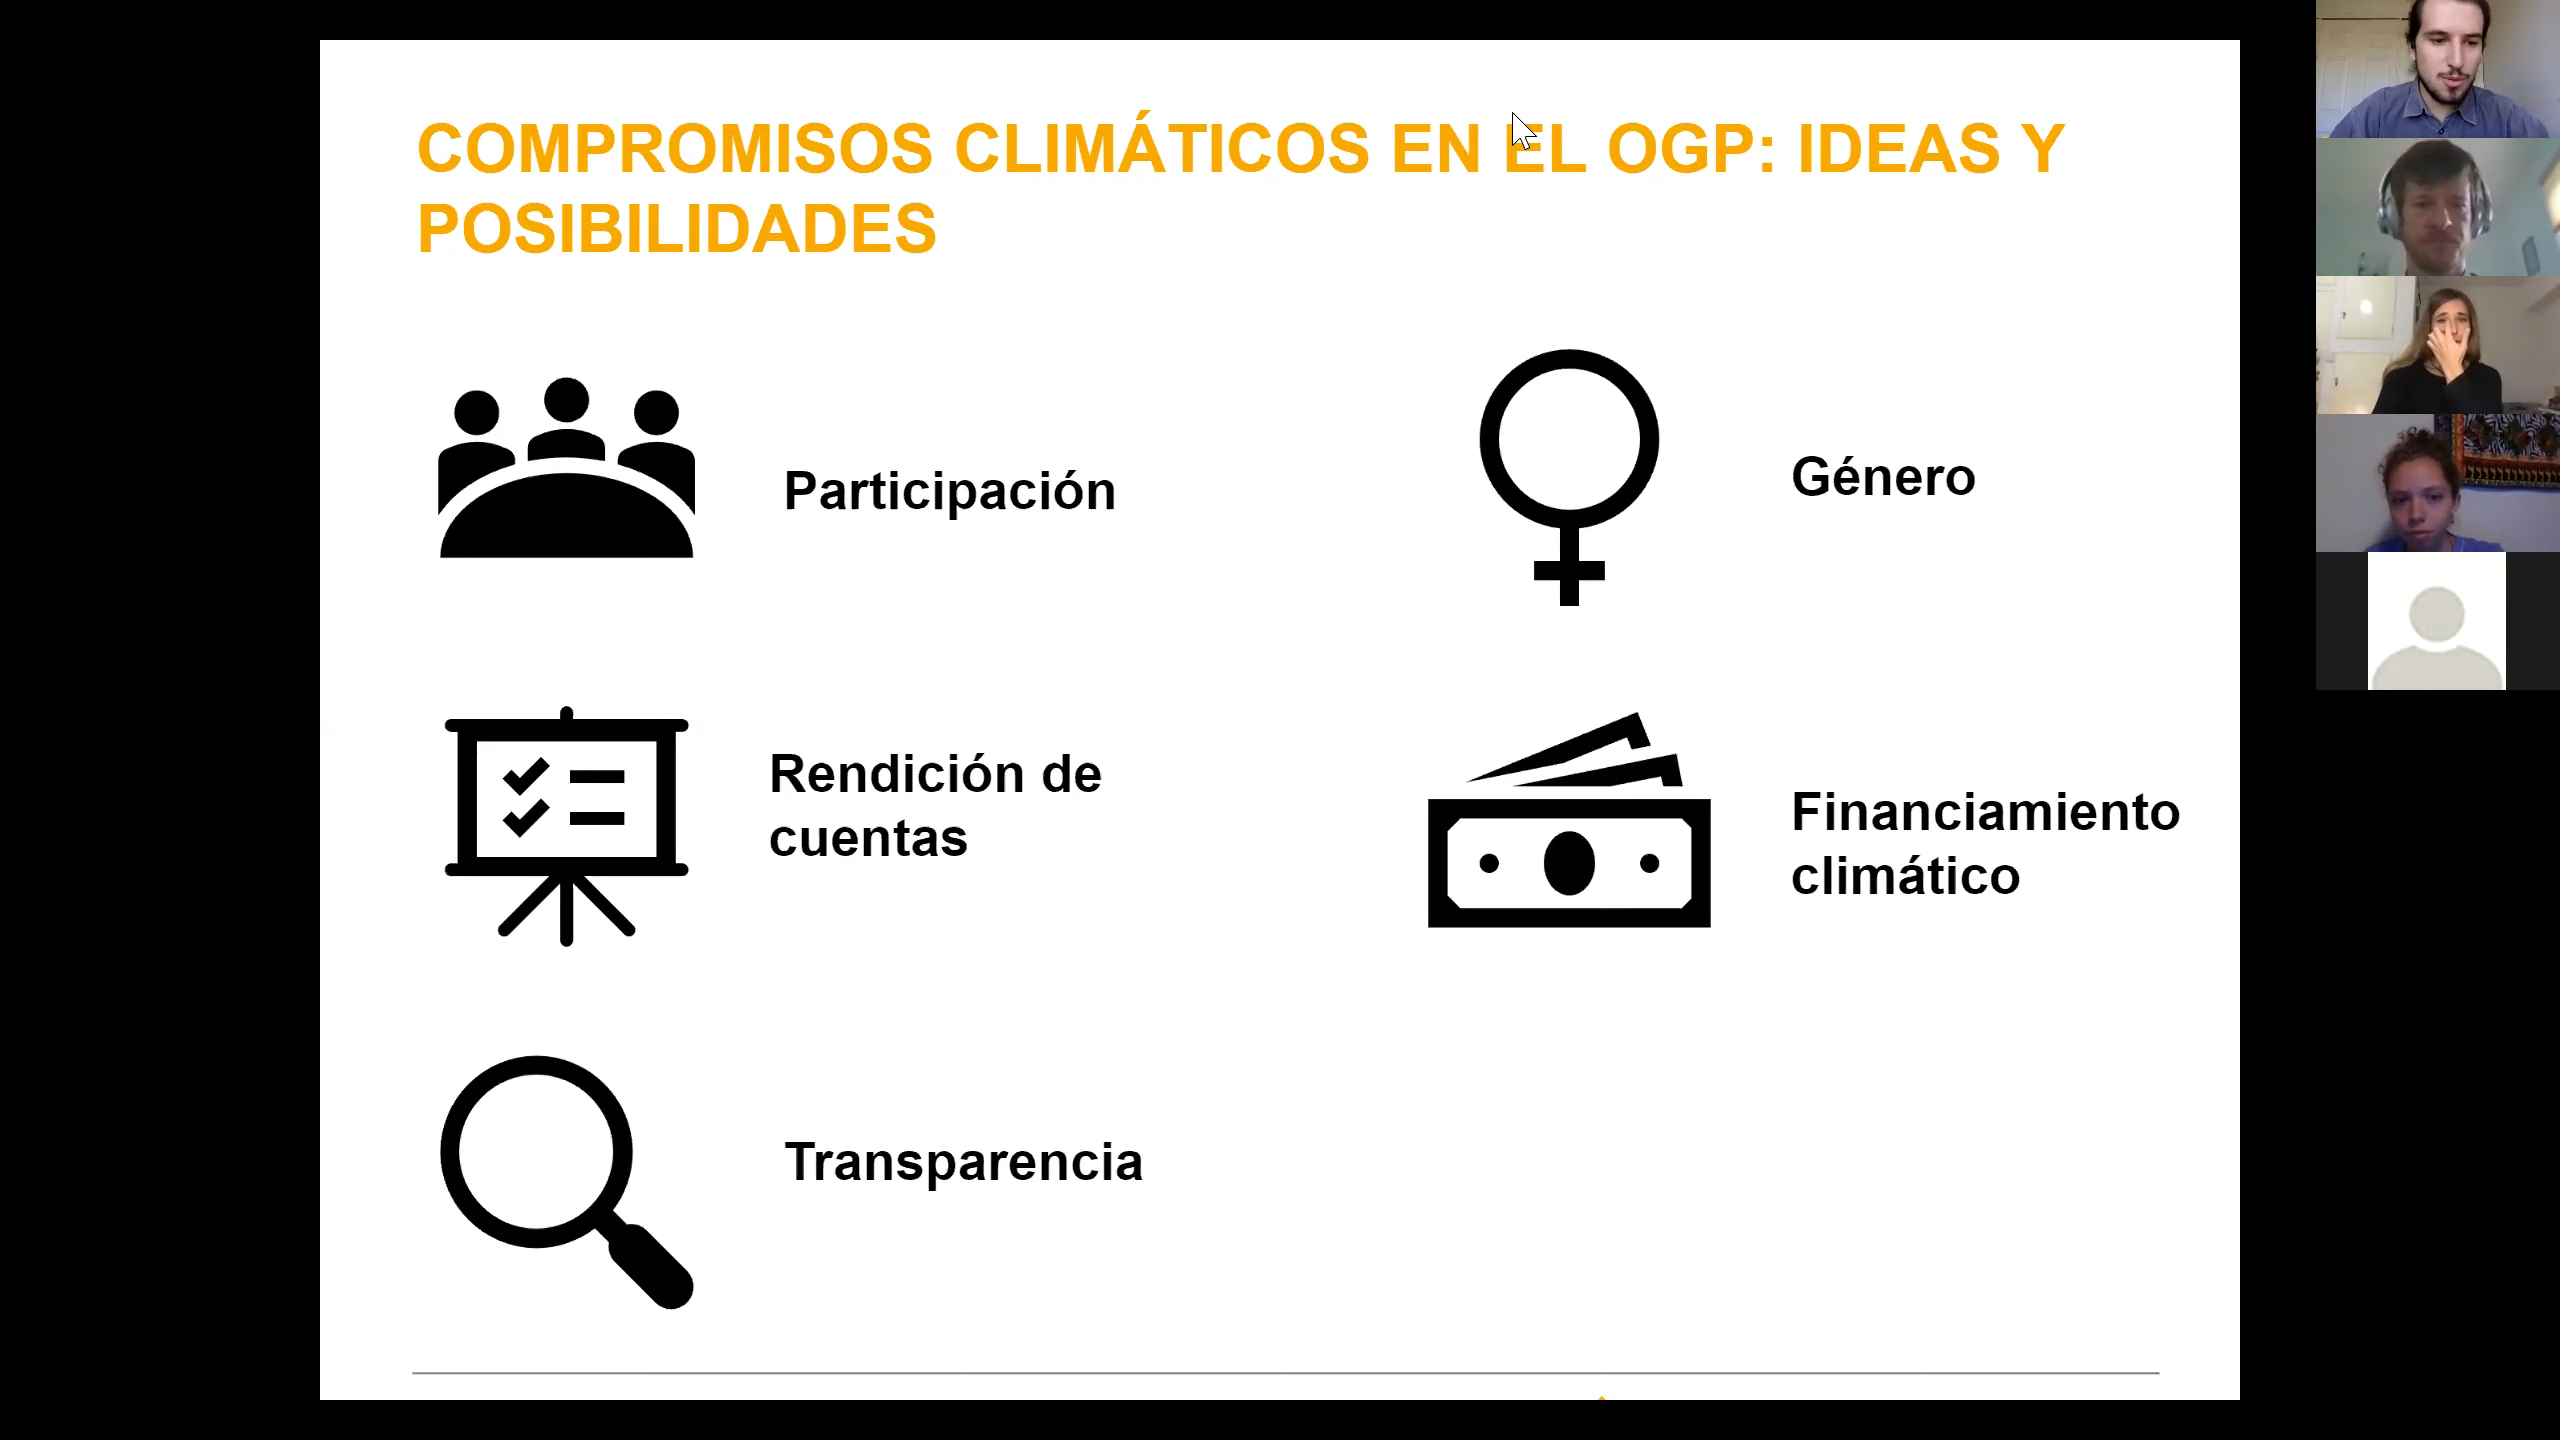 COMPROMISOS CLIMÁTICOS EN EL OGP: IDEAS Y
POSIBILIDADES
Participación
Género
Rendición de
cuentas
Financiamiento
climático
Transparencia